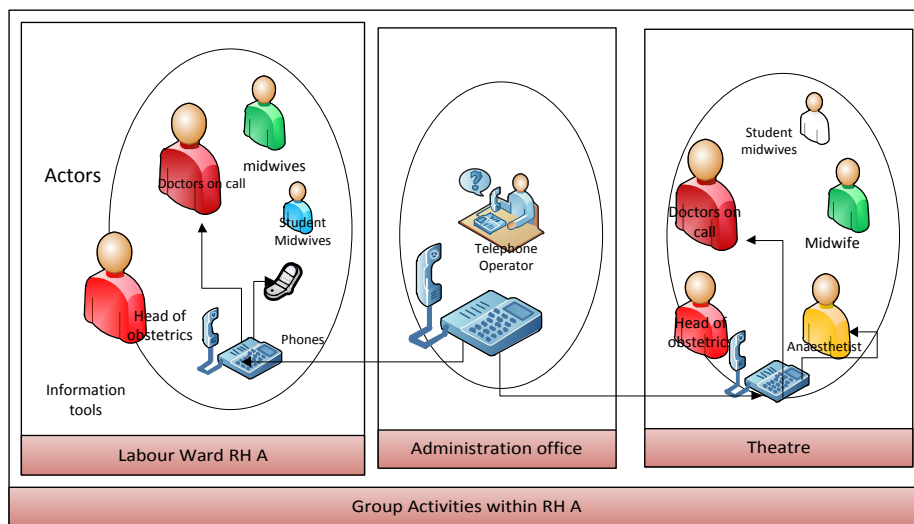 Actors
midwives
Doctors on call
Student
Midwives
Head of
obstetrics
Phones
Information
tools
Labour Ward RH A
?
Telephone
Operator
Administration office
Student
midwives
Doctors on
call
Midwife
Head of
obstetrics
Anaesthetist
Theatre
Group Activities within RH A